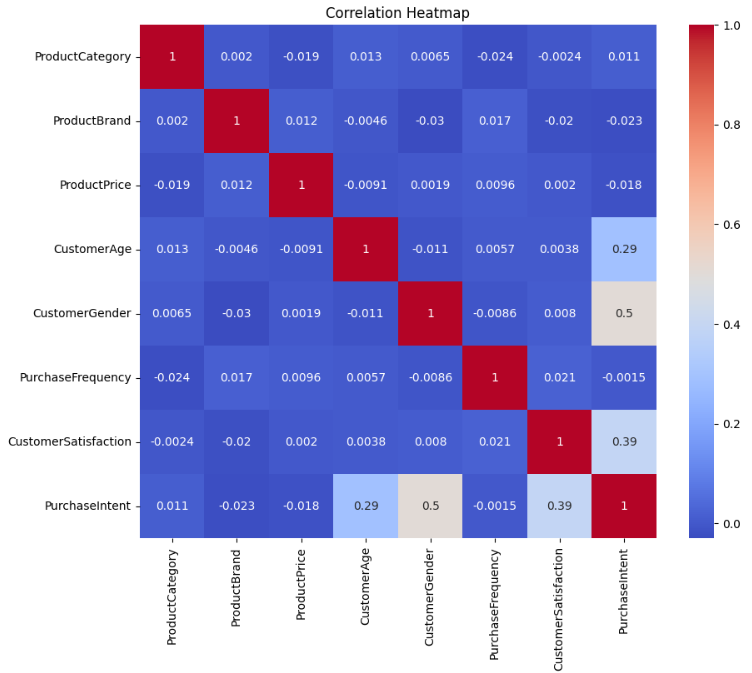 Correlation Heatmap
ProductCategory 1 0.002 -0.019 0.013 0.0065 -0.024 -0.0024 0.011
ProductBrand 0.002 1 0.012 -0.0046 -0.03 0.017 -0.02 -0.023
ProductPrice -0.019 0.012 1 -0.0091 0.0019 0.0096 0.002 -0.018
CustomerAge 0.013 -0.0046 -0.0091 1 -0.011 0.0057 0.0038 0.29
CustomerGender 0.0065 -0.03 0.0019 -0.011 1 -0.0086 0.008 0.5
PurchaseFrequency -0.024 0.017 0.0096 0.0057 -0.0086 1 0.021 -0.0015
CustomerSatisfaction -0.0024 -0.02 0.002 0.0038 0.008 0.021 1 0.39
PurchaseIntent 0.011 -0.023 -0.018 0.29 0.5 -0.0015 0.39 1
ProductCategory
ProductBrand
ProductPrice
CustomerAge
CustomerGender
PurchaseFrequency
CustomerSatisfaction
PurchaseIntent
1.0
0.8
0.6
0.4
0.2
0.0